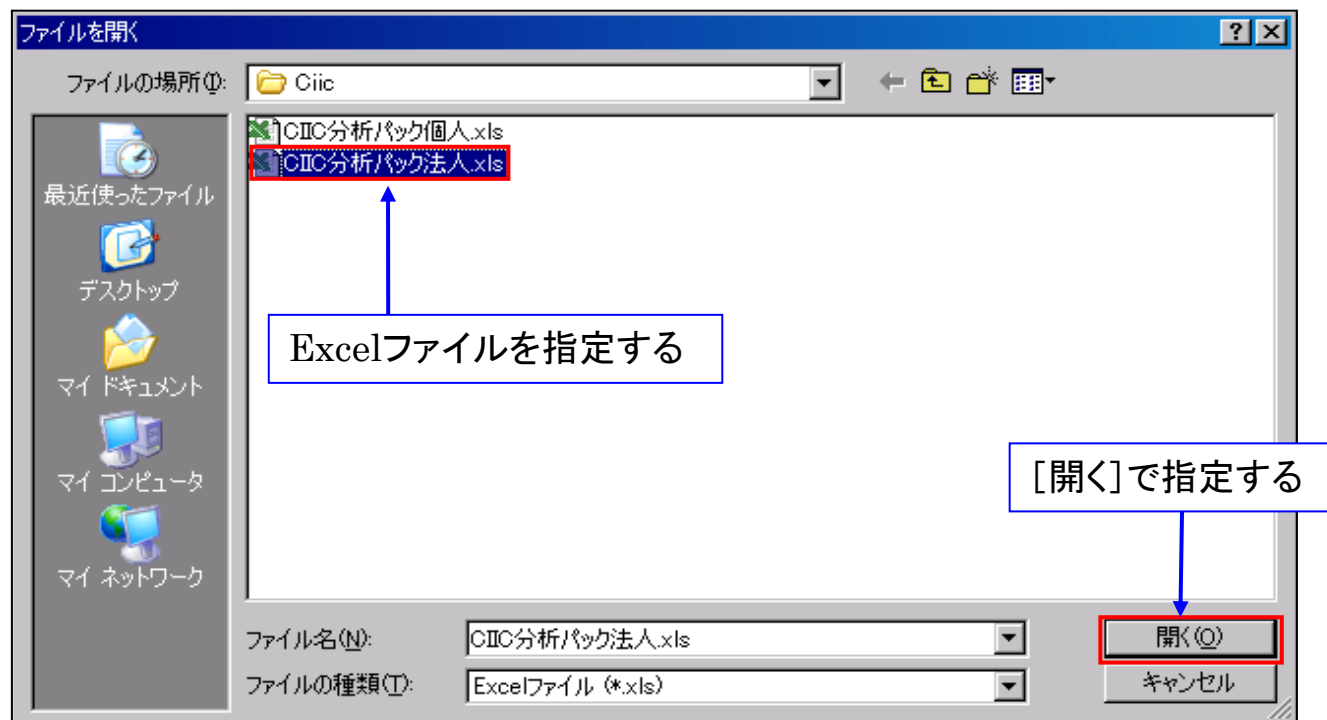 ファイルを開く
ファイルの場所(I):
Ciic
CIIC分析パック個人.xls
CIIC分析パック法人.xls
最近使ったファイル
デスクトップ
マイ ドキュメント
マイ コンピュータ
マイ ネットワーク
Excelファイルを指定する
[開く]で指定する
ファイル名(N):
CIIC分析パック法人.xls
開く(O)
ファイルの種類(T):
Excelファイル (*.xls)
キャンセル